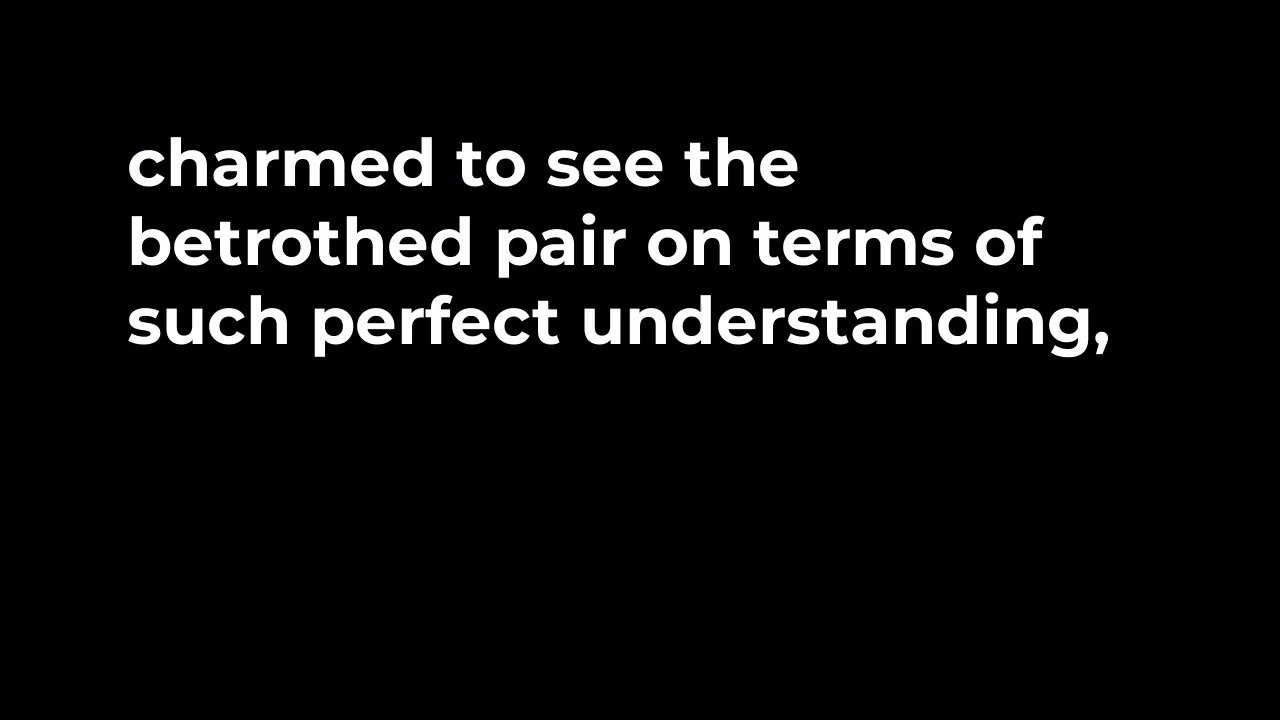 charmed to see the
betrothed pair on terms of
such perfect understanding,